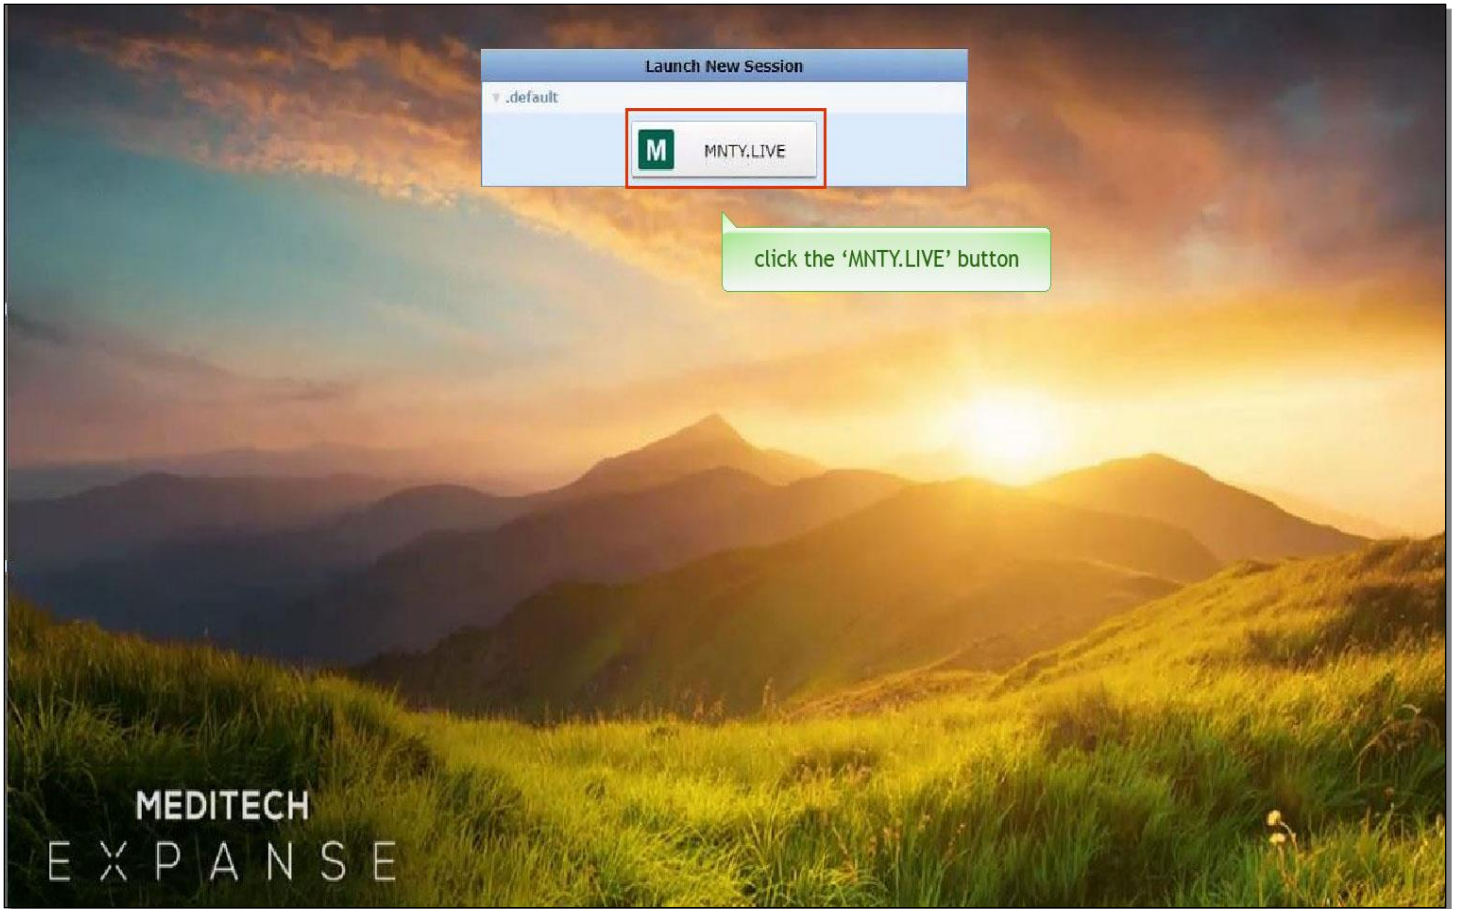 Launch New Session
.default
M MNTY.LIVE
click the ‘MNTY.LIVE’ button
MEDITECH
EXPANSE